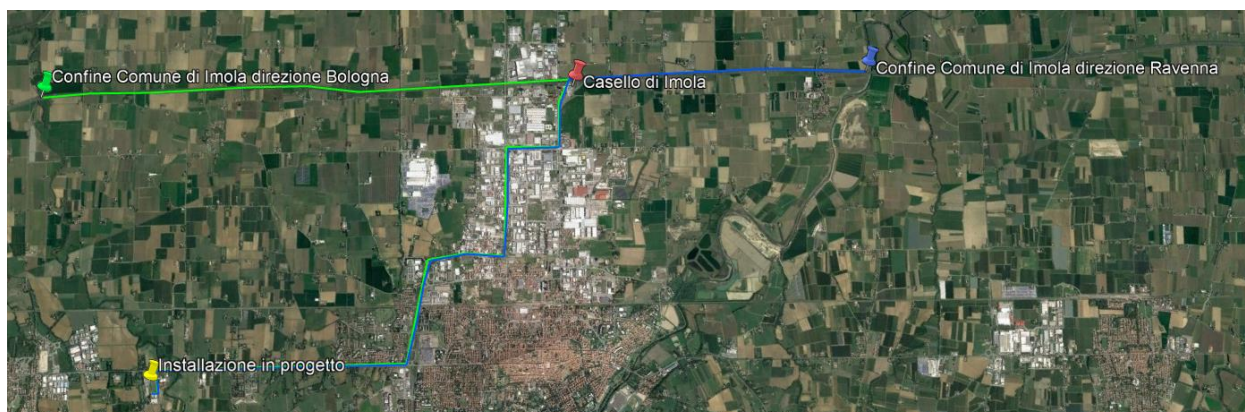 Confine Comune di Imola direzione Bologna
Casello di Imola
Confine Comune di Imola direzione Ravenna
Installazione in progetto